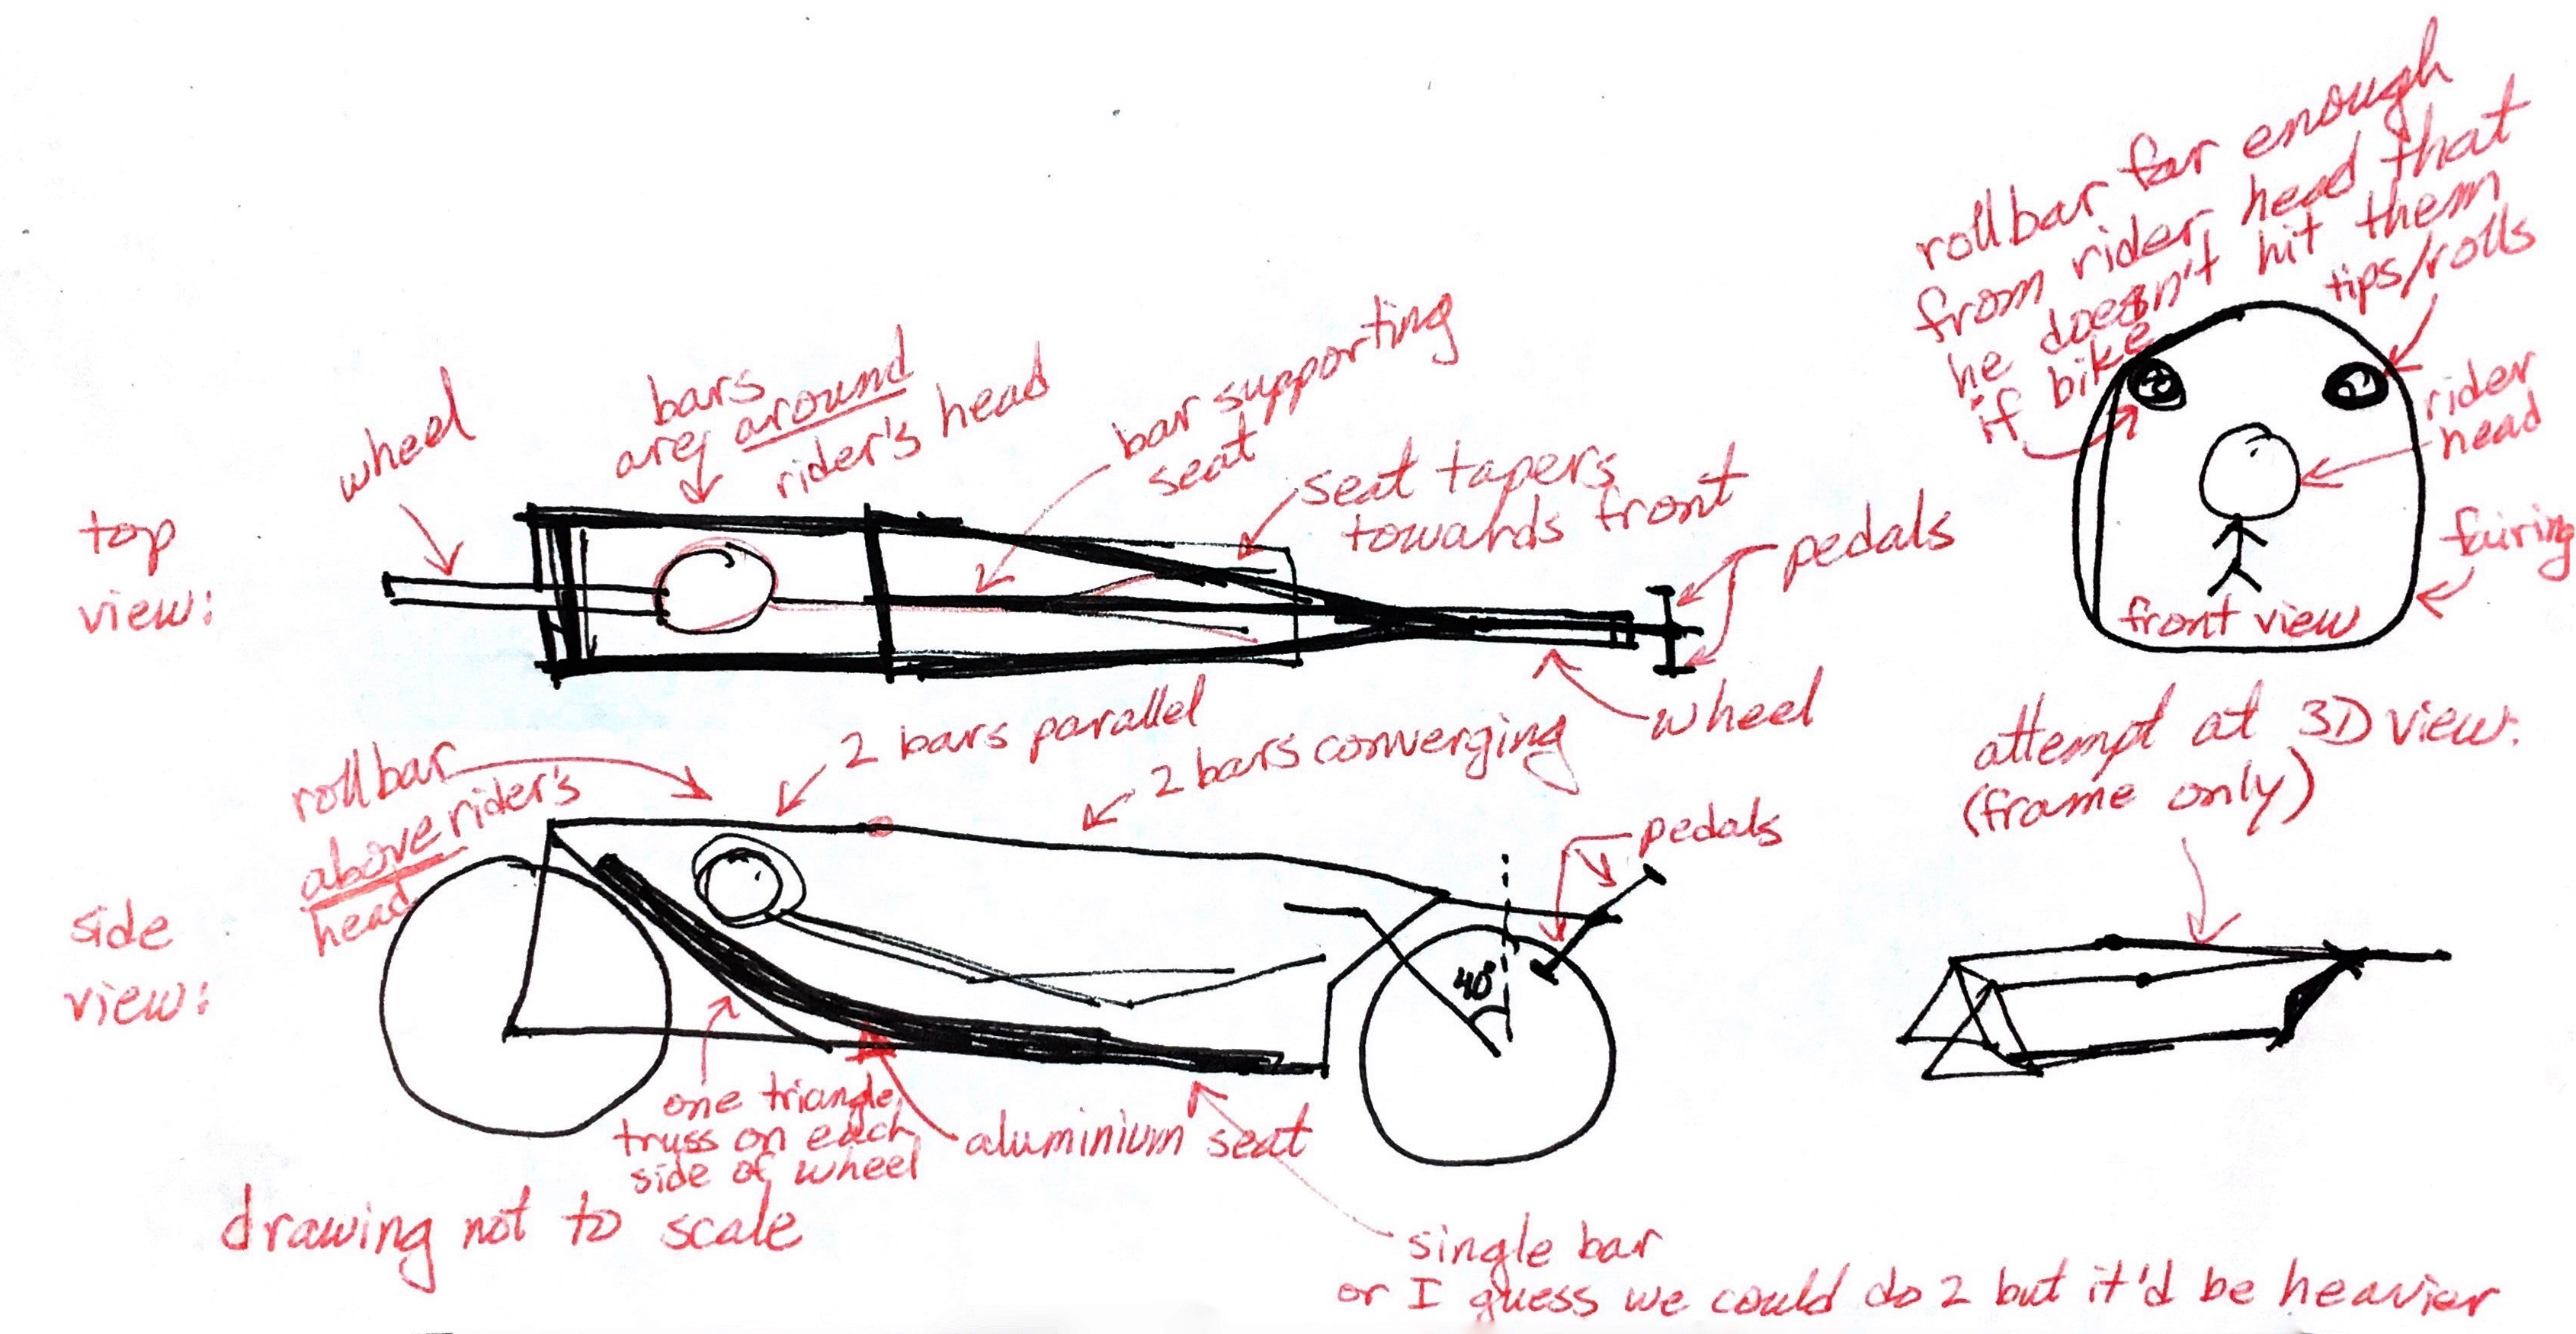 rollbar far enough
from rider head that
he doesn't hit them
if bike tips/rolls
rider
head
fairing
front view
wheel
bars
are around
rider's head
bar supporting
seat
seat tapers
towards front
pedals
top
view:
wheel
attempt at 3D view:
(frame only)
rollbar
above rider's
head
2 bars parallel
2 bars converging
pedals
side
view:
40°
one triangle
truss on each
side of wheel
aluminium seat
drawing not to scale
single bar
or I guess we could do 2 but it'd be heavier